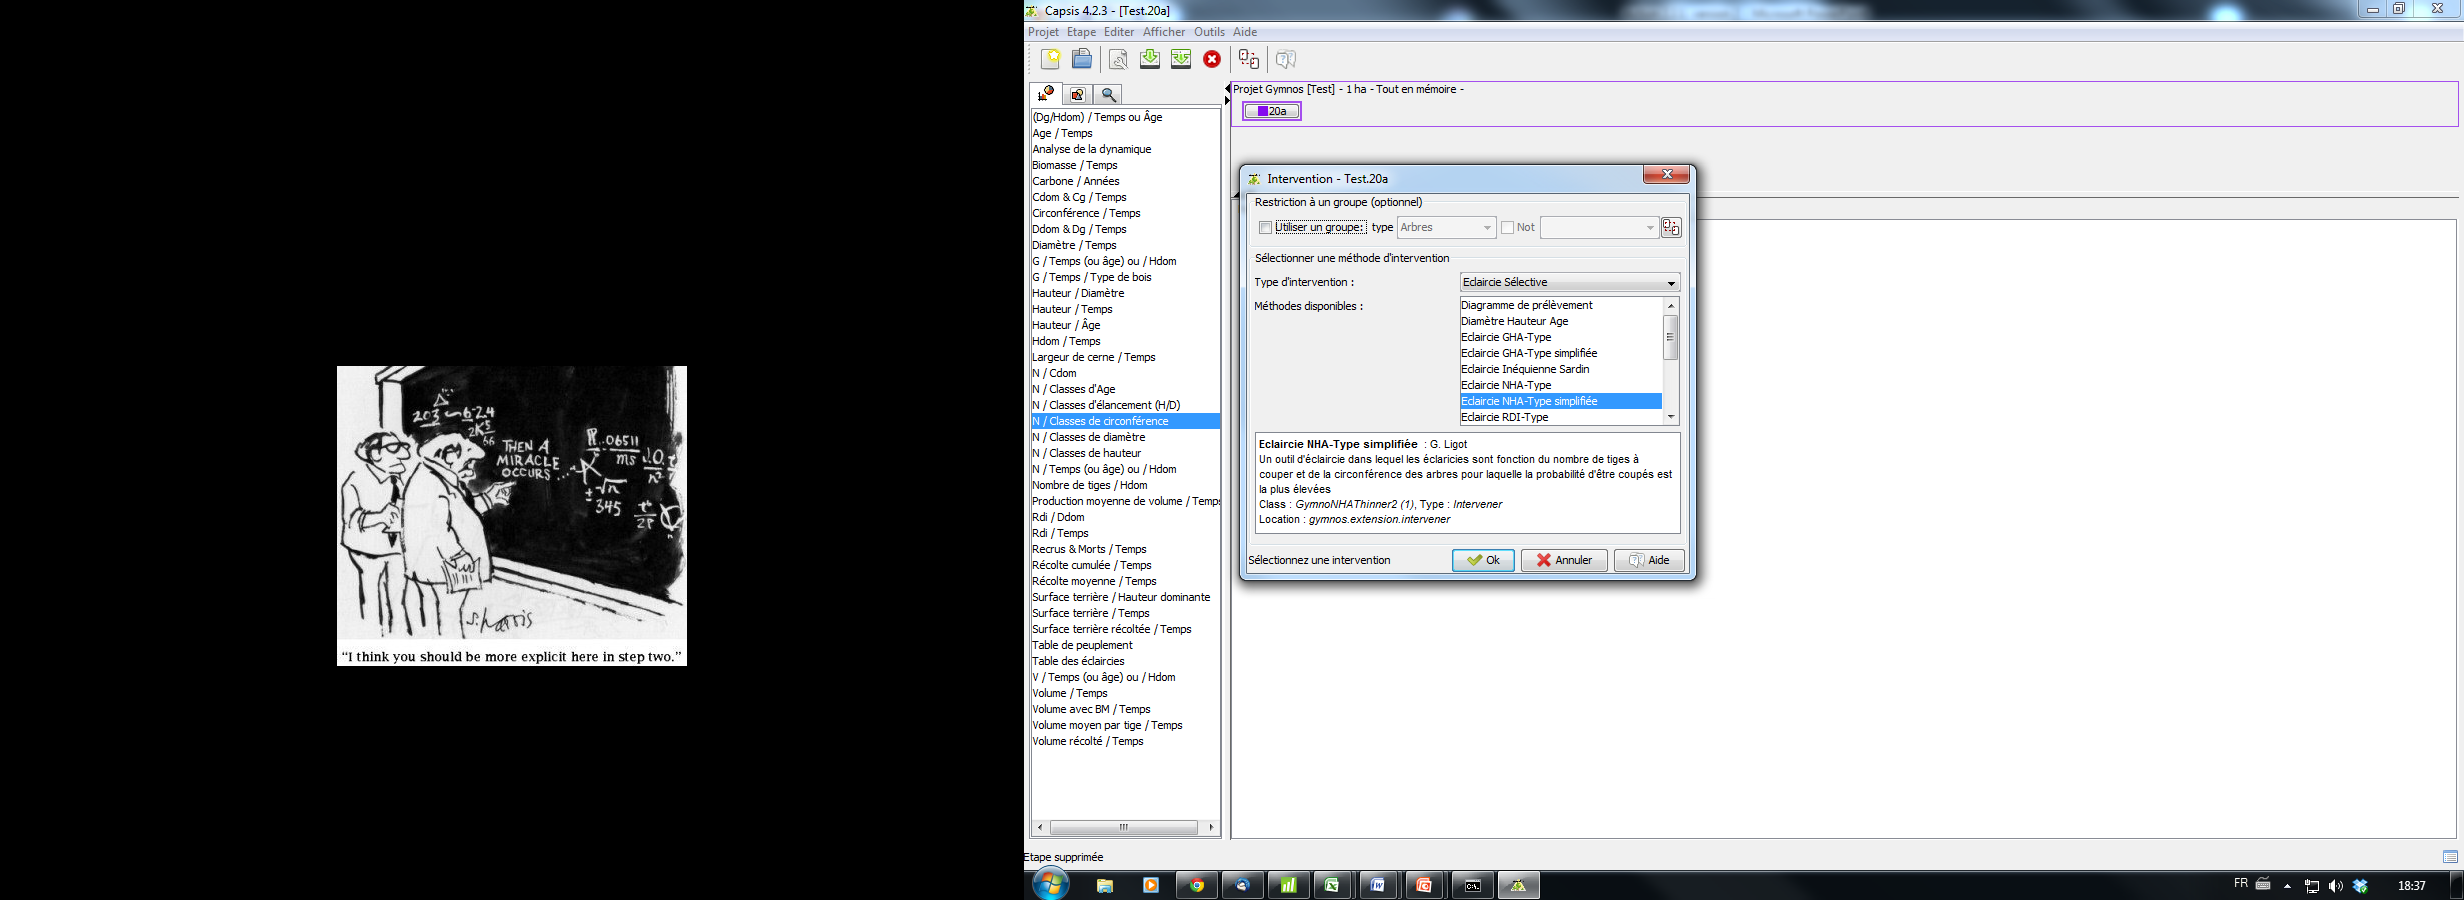 203 6-24
2K5
66
THEN A
MIRACLE
OCCURS...
.06511
ms
√n
345
S. Harris
“I think you should be more explicit here in step two.”
Capsis 4.2.3 - [Test.20a]
Projet Etape Editer Afficher Outils Aide
(Dg/Hdom) / Temps ou Âge
Age / Temps
Analyse de la dynamique
Biomasse / Temps
Carbone / Années
Cdom & Cg / Temps
Circonférence / Temps
Ddom & Dg / Temps
Diamètre / Temps
G / Temps (ou âge) ou / Hdom
G / Temps / Type de bois
Hauteur / Diamètre
Hauteur / Temps
Hauteur / Âge
Hdom / Temps
Largeur de cerne / Temps
N / Cdom
N / Classes d'Age
N / Classes d'élancement (H/D)
N / Classes de circonférence
N / Classes de diamètre
N / Classes de hauteur
N / Temps (ou âge) ou / Hdom
Nombre de tiges / Hdom
Production moyenne de volume / Temps
Rdi / Ddom
Rdi / Temps
Recrus & Morts / Temps
Récolte cumulée / Temps
Récolte moyenne / Temps
Surface terrière / Hauteur dominante
Surface terrière / Temps
Surface terrière récoltée / Temps
Table de peuplement
Table des éclaircies
V / Temps (ou âge) ou / Hdom
Volume / Temps
Volume avec BM / Temps
Volume moyen par tige / Temps
Volume récolté / Temps
Projet Gymnos [Test] - 1 ha - Tout en mémoire -
20a
Intervention - Test.20a
Restriction à un groupe (optionnel)
Utiliser un groupe: type Arbres Not
Sélectionner une méthode d'intervention
Type d'intervention : Eclaircie Sélective
Méthodes disponibles :
Diagramme de prélèvement
Diamètre Hauteur Age
Eclaircie GHA-Type
Eclaircie GHA-Type simplifiée
Eclaircie Inéquienne Sardin
Eclaircie NHA-Type
Eclaircie NHA-Type simplifiée
Eclaircie RDI-Type
Eclaircie NHA-Type simplifiée : G. Ligot
Un outil d'éclaircie dans lequel les éclaricies sont fonction du nombre de tiges à
couper et de la circonférence des arbres pour laquelle la probabilité d'être coupés est
la plus élevées
Class : GymnoNHAThinner2 (1), Type : Intervener
Location : gymnos.extension.intervener
Sélectionnez une intervention Ok Annuler Aide
Etape supprimée
FR 18:37